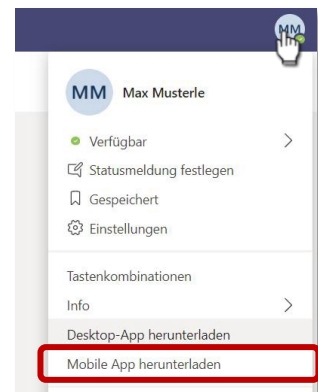 MM
MM Max Musterle
Verfügbar
Statusmeldung festlegen
Gespeichert
Einstellungen
Tastenkombinationen
Info
Desktop-App herunterladen
Mobile App herunterladen